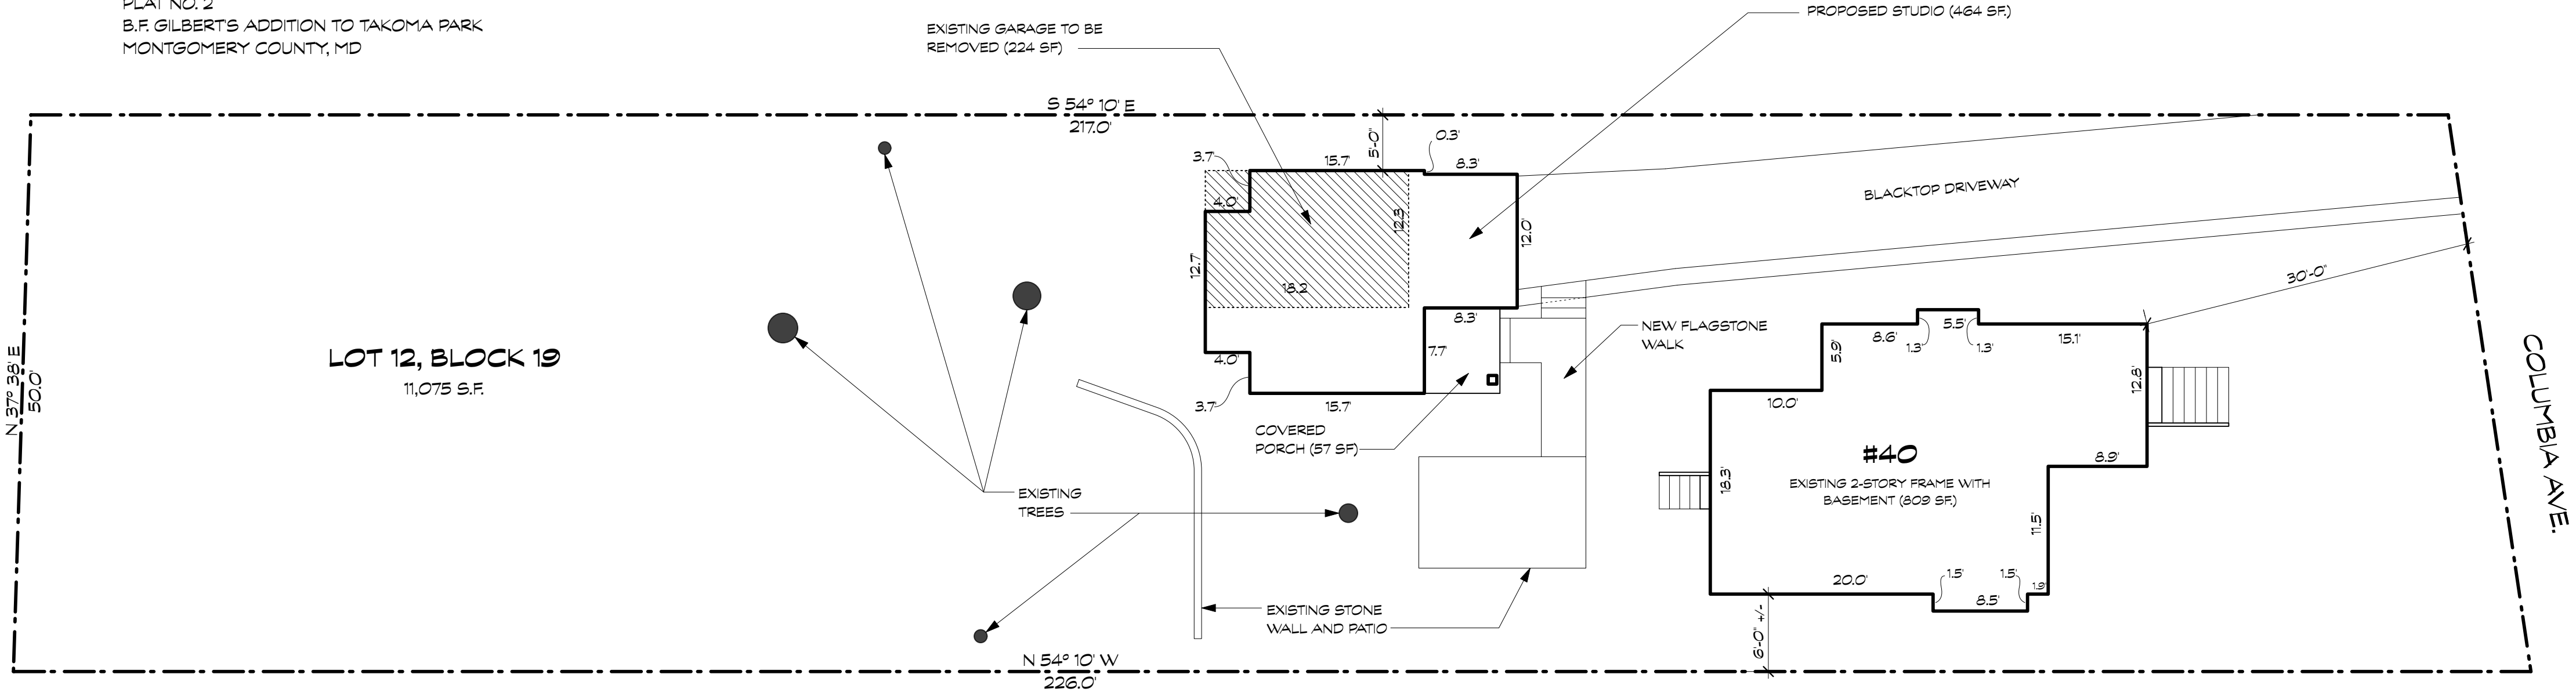 PLAT NO. 2
B.F. GILBERT'S ADDITION TO TAKOMA PARK
MONTGOMERY COUNTY, MD
EXISTING GARAGE TO BE
REMOVED (224 SF)
PROPOSED STUDIO (464 SF.)
S 54° 10' E
217.0'
5'-0"
0.3'
3.7'
15.7'
8.3'
4.0'
12.3
12.0'
12.7'
18.2
BLACKTOP DRIVEWAY
30'-0"
8.3'
7.7'
4.0'
3.7'
15.7'
NEW FLAGSTONE
WALK
COVERED
PORCH (57 SF)
LOT 12, BLOCK 19
11,075 S.F.
N 37° 38' E
50.0'
8.6'
5.5'
1.3'
1.3'
15.1'
5.9'
12.8'
10.0'
8.9'
18.3'
#40
EXISTING 2-STORY FRAME WITH
BASEMENT (809 SF.)
11.5'
20.0'
1.5'
1.5'
8.5'
1.9'
6'-0" +/-
COLUMBIA AVE.
EXISTING
TREES
EXISTING STONE
WALL AND PATIO
N 54° 10' W
226.0'